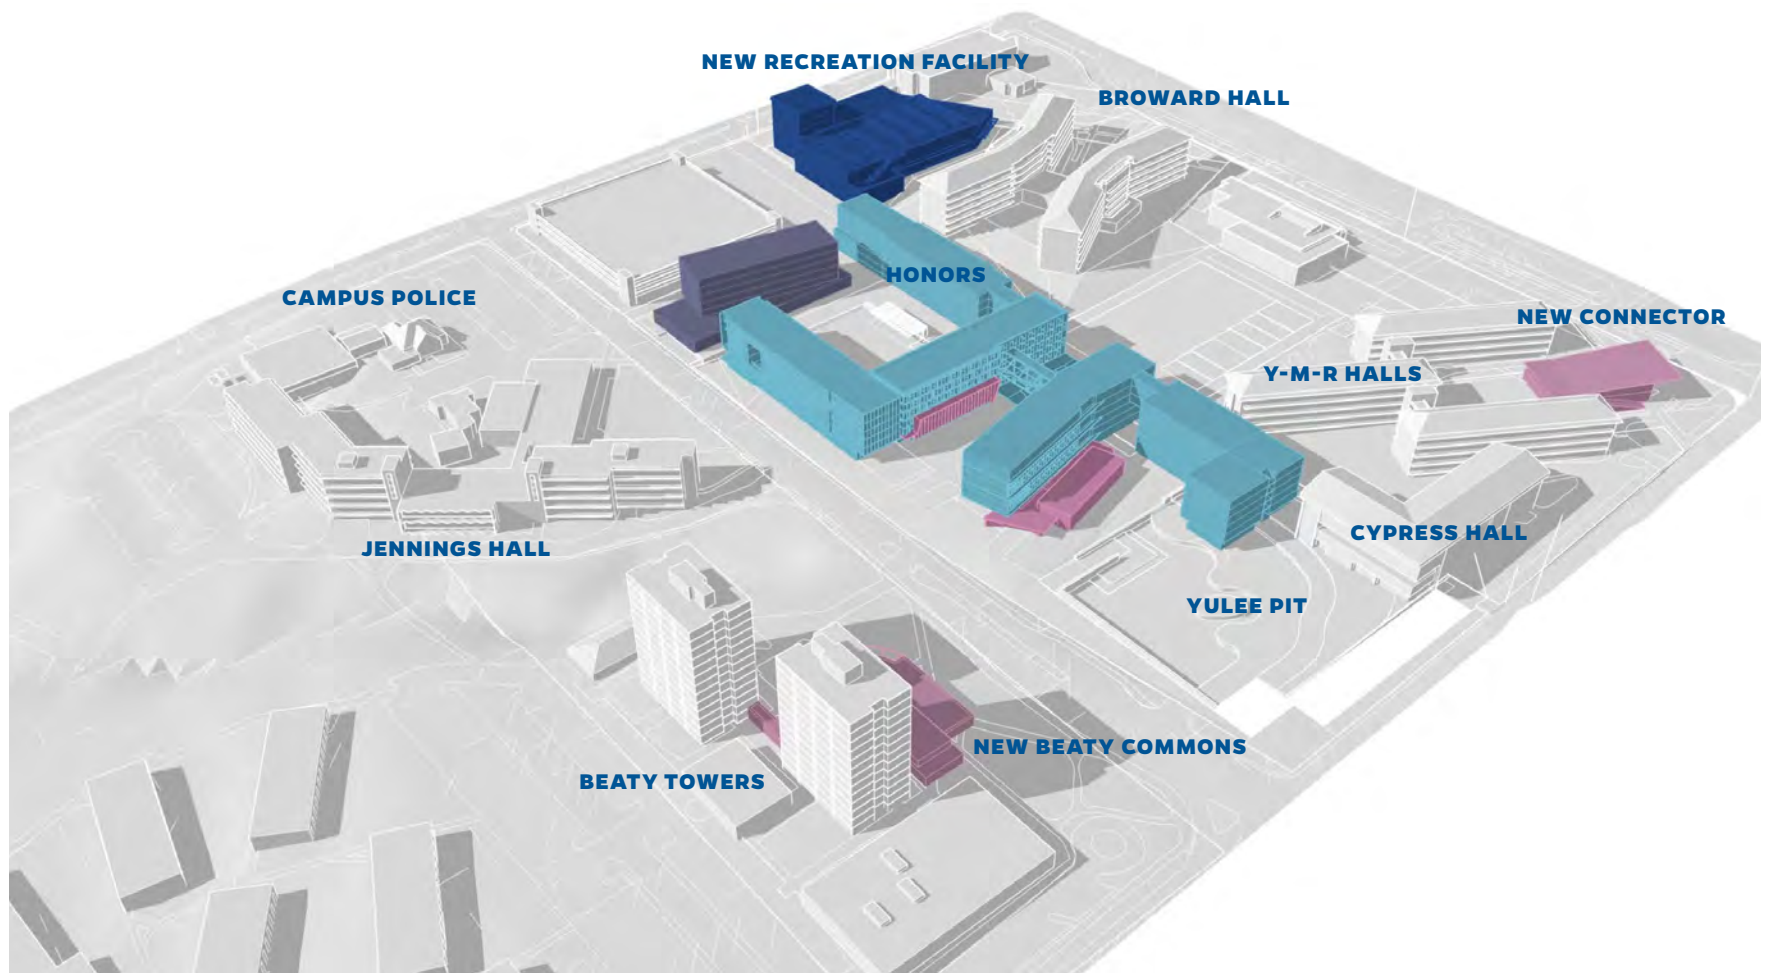 NEW RECREATION FACILITY
BROWARD HALL
HONORS
CAMPUS POLICE
NEW CONNECTOR
Y-M-R HALLS
CYPRESS HALL
JENNINGS HALL
YULEE PIT
NEW BEATY COMMONS
BEATY TOWERS